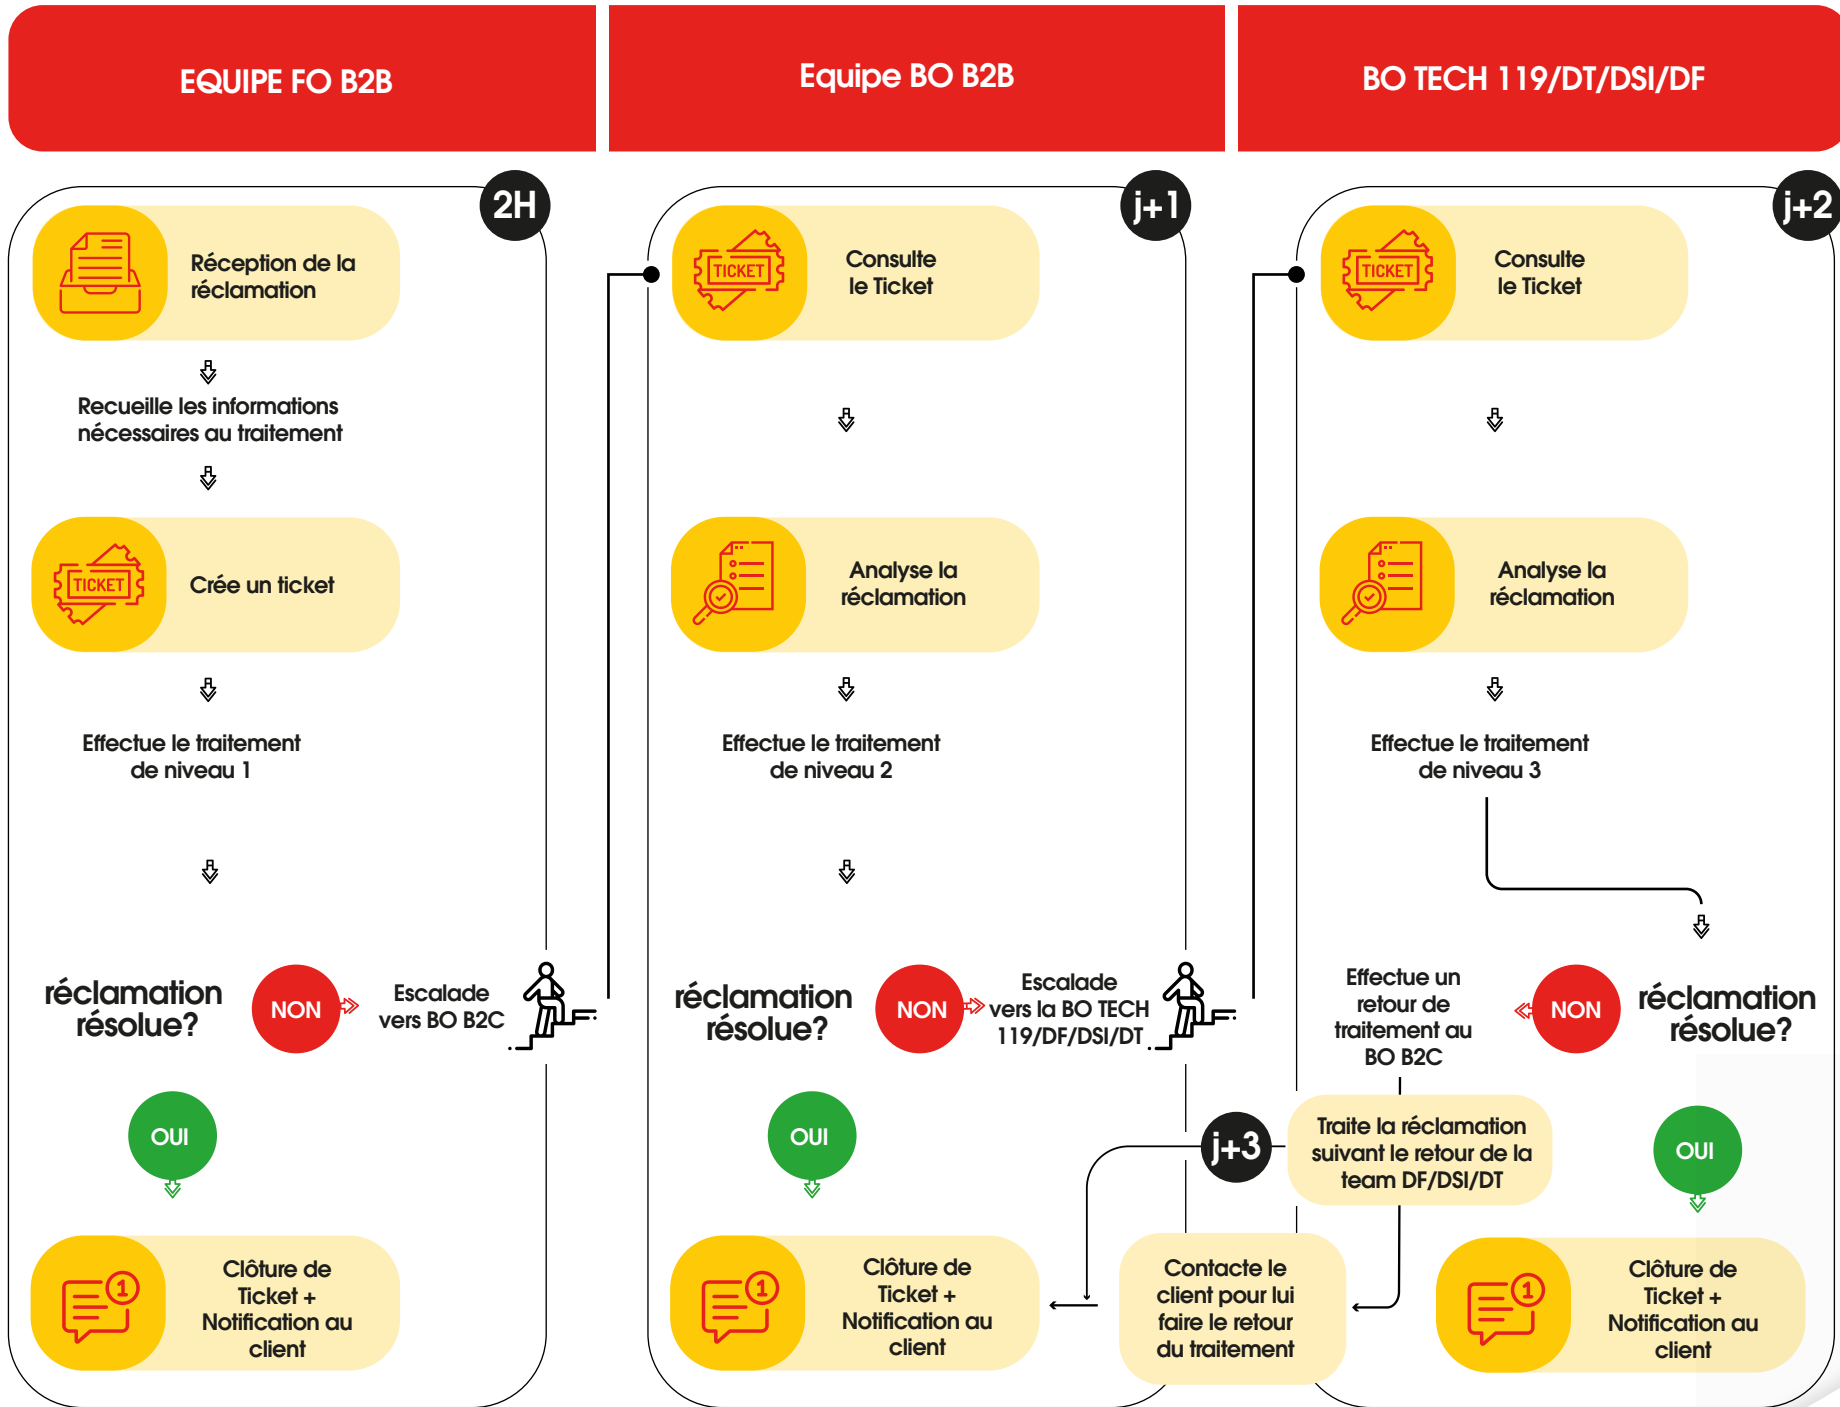 EQUIPE FO B2B
Equipe BO B2B
BO TECH 119/DT/DSI/DF
2H
Réception de la
réclamation
Recueille les informations
nécessaires au traitement
TICKET
Crée un ticket
Effectue le traitement
de niveau 1
réclamation
résolue?
NON
Escalade
vers BO B2C
OUI
1
Clôture de
Ticket +
Notification au
client
j+1
TICKET
Consulte
le Ticket
Analyse la
réclamation
Effectue le traitement
de niveau 2
réclamation
résolue?
NON
Escalade
vers la BO TECH
119/DF/DSI/DT
OUI
1
Clôture de
Ticket +
Notification au
client
j+2
TICKET
Consulte
le Ticket
Analyse la
réclamation
Effectue le traitement
de niveau 3
réclamation
résolue?
NON
Effectue un
retour de
traitement au
BO B2C
j+3
Traite la réclamation
suivant le retour de la
team DF/DSI/DT
Contacte le
client pour lui
faire le retour
du traitement
OUI
1
Clôture de
Ticket +
Notification au
client